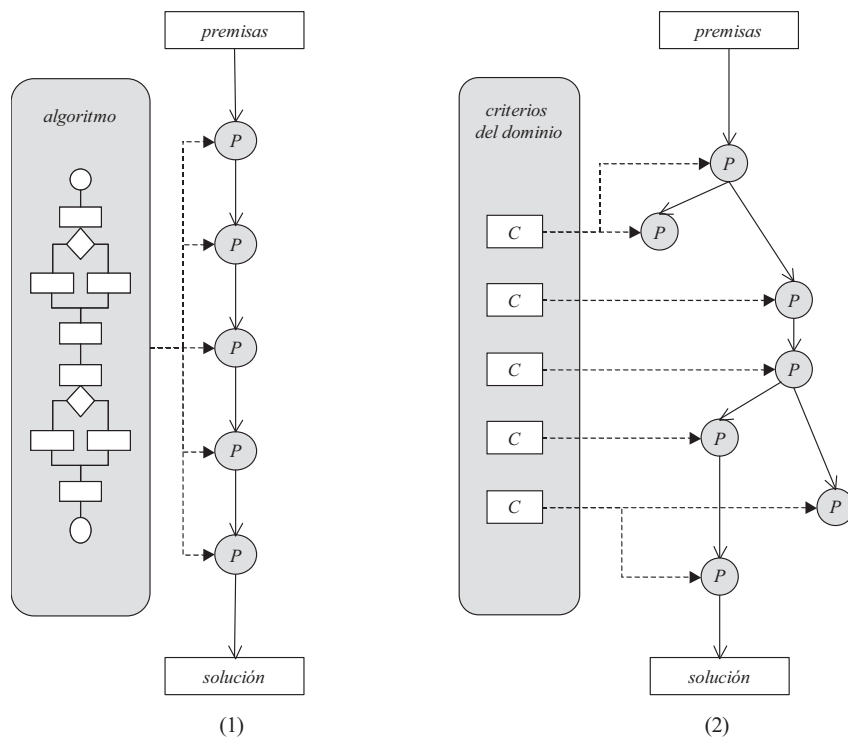 premisas
algoritmo
P
P
P
P
P
solución
(1)
premisas
criterios
del dominio
P
C
P
C
P
C
P
C
P
C
P
P
solución
(2)